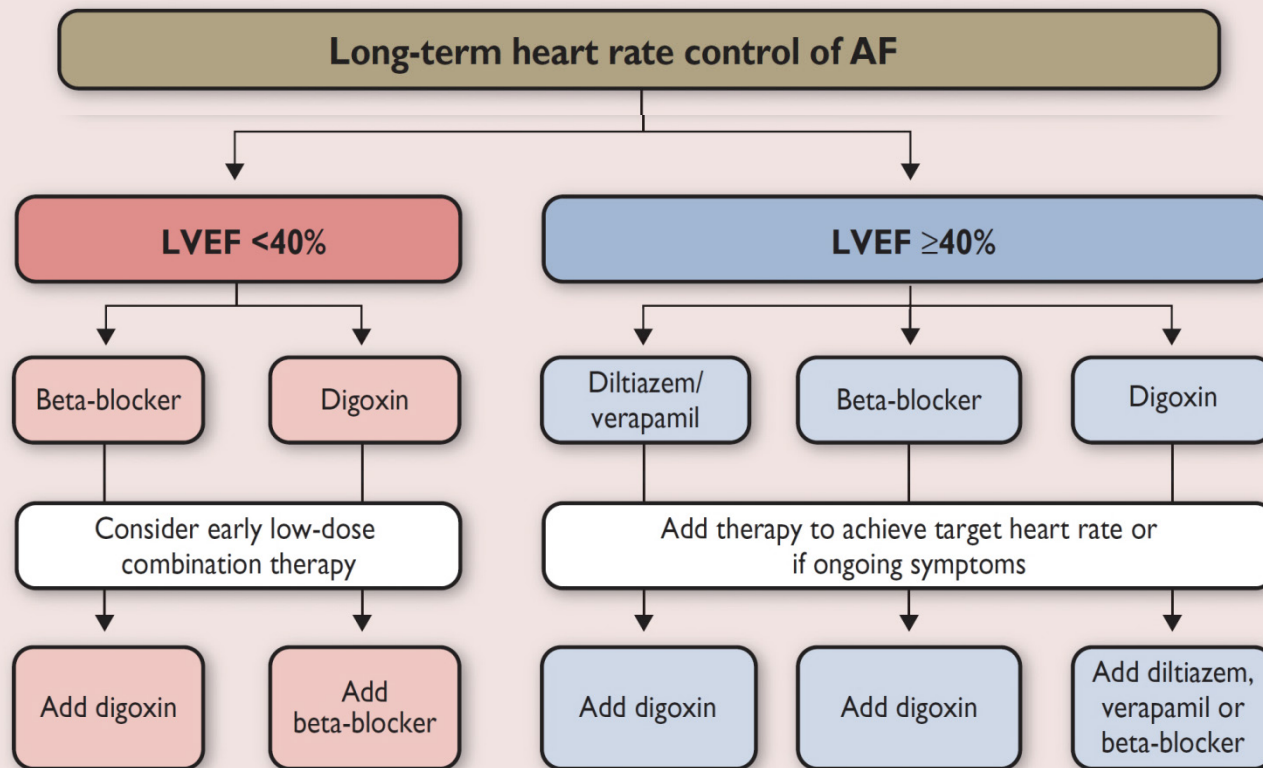 Long-term heart rate control of AF
LVEF <40%
LVEF ≥40%
Beta-blocker
Digoxin
Diltiazem/
verapamil
Beta-blocker
Digoxin
Consider early low-dose
combination therapy
Add therapy to achieve target heart rate or
if ongoing symptoms
Add digoxin
Add
beta-blocker
Add digoxin
Add digoxin
Add diltiazem,
verapamil or
beta-blocker